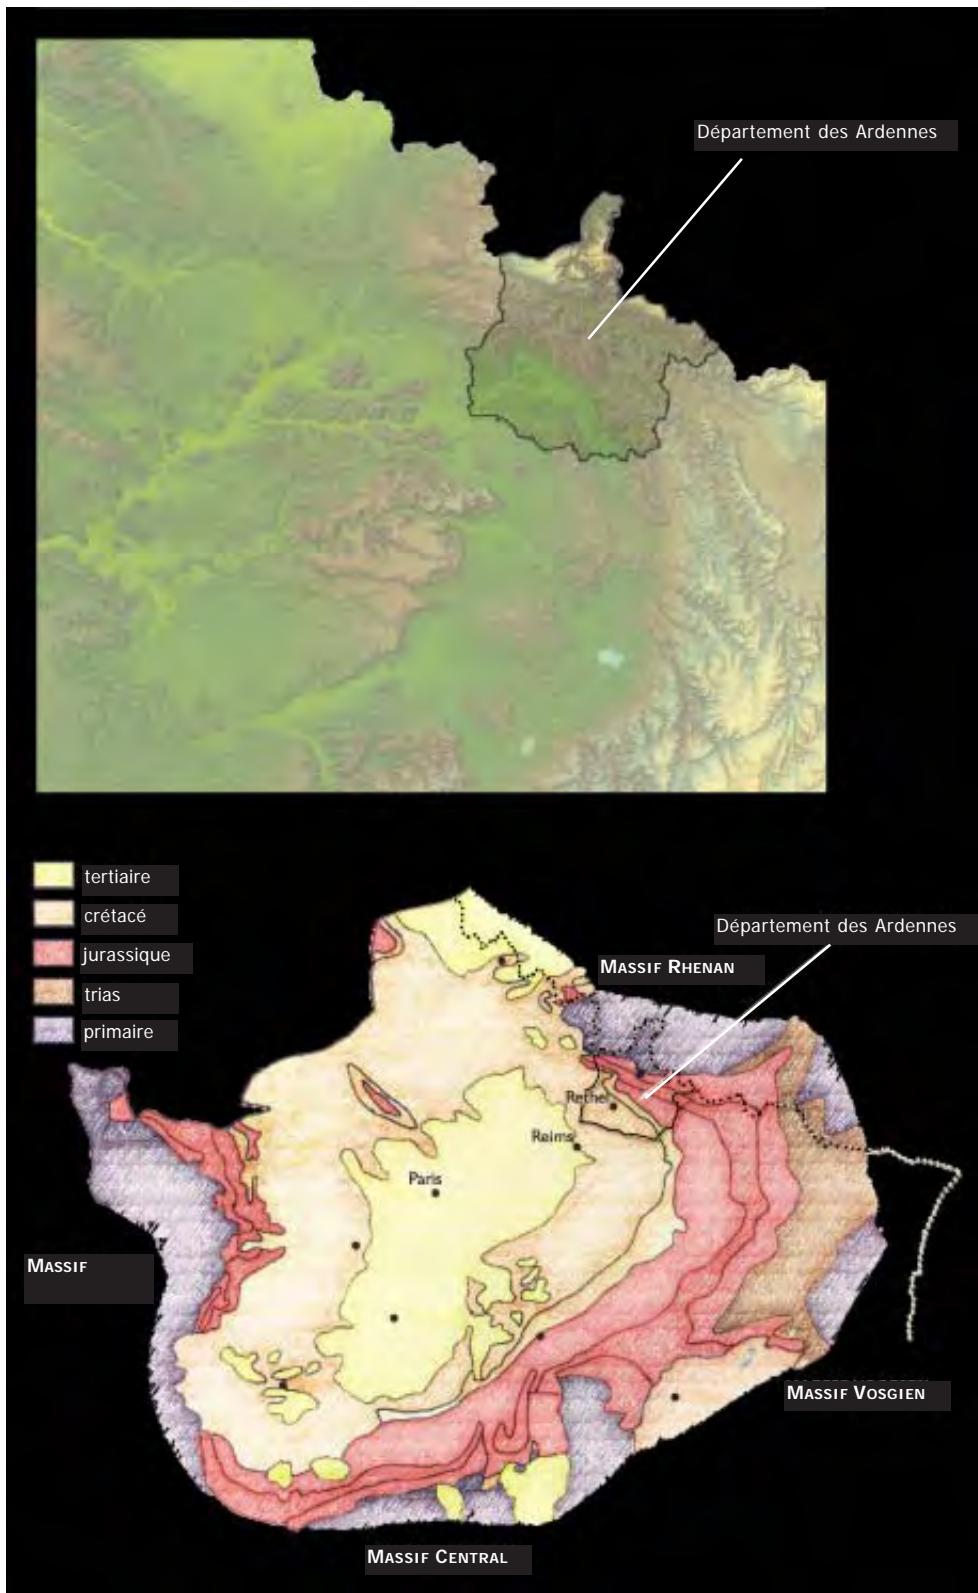 Département des Ardennes
tertiaire
crétacé
jurassique
trias
primaire
Département des Ardennes
MASSIF RHENAN
Rethel
Reims
Paris
MASSIF
MASSIF VOSGIEN
MASSIF CENTRAL